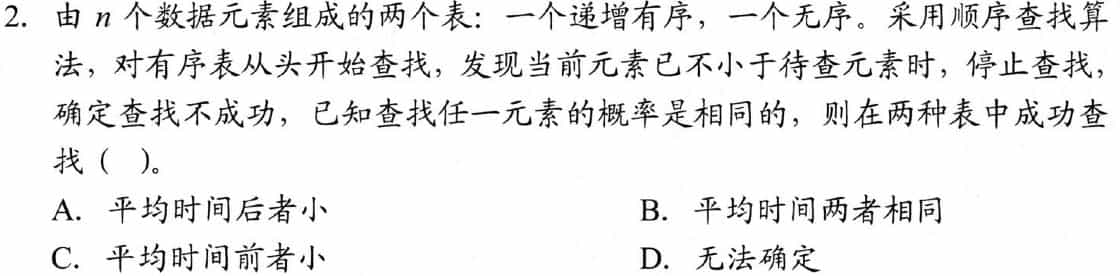 2. 由 n 个数据元素组成的两个表：一个递增有序，一个无序。采用顺序查找算
法，对有序表从头开始查找，发现当前元素已不小于待查元素时，停止查找，
确定查找不成功，已知查找任一元素的概率是相同的，则在两种表中成功查
找（ ）。
A. 平均时间后者小 B. 平均时间两者相同
C. 平均时间前者小 D. 无法确定